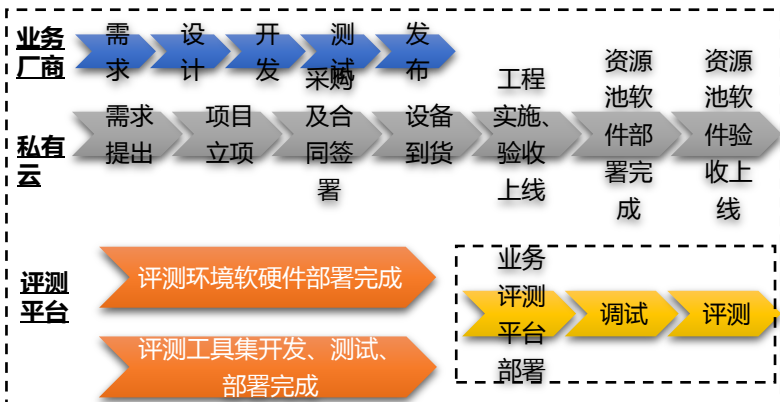 业务
厂商
需
求
设
计
开
发
测
试
发
布
私有
云
需求
提出
项目
立项
采购
及合
同签
署
设备
到货
工程
实施、
验收
上线
资源
池软
件部
署完
成
资源
池软
件验
收上
线
评测
平台
评测环境软硬件部署完成
评测工具集开发、测试、
部署完成
业务
评测
平台
部署
调试
评测